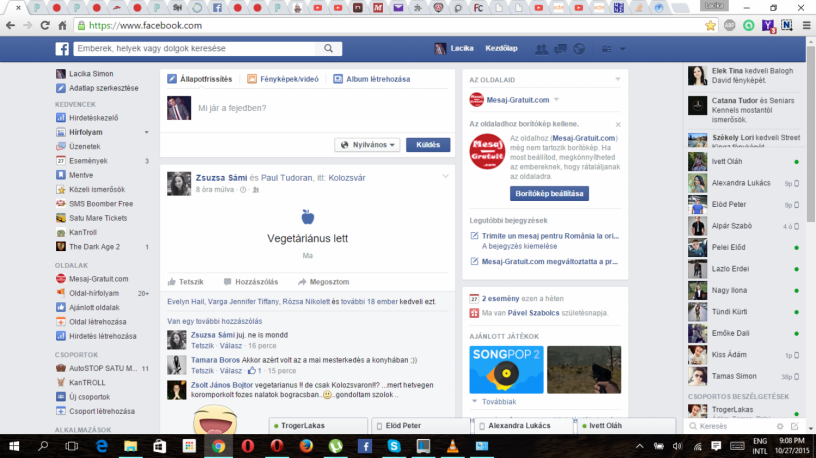 Lacika
https://www.facebook.com
Emberek, helyek vagy dolgok keresése
Lacika
Kezdőlap
Lacika Simon
Adatlap szerkesztése
KEDVENCEK
Hirdetéskezelő
Hírfolyam
Üzenetek
Események 3
Mentve
Közeli ismerősök
SMS Boomber Free
Satu Mare Tickets
KanTroll
The Dark Age 2 1
OLDALAK
Mesaj-Gratuit.com
Oldal-hírfolyam 20+
Ajánlott oldalak
Oldal létrehozása
Hirdetés létrehozása
CSOPORTOK
AutoSTOP SATU M... 11
KanTROLL
Új csoportok
Csoport létrehozása
ALKALMAZÁSOK
Állapotfrissítés
Fényképek/videó
Album létrehozása
Mi jár a fejedben?
Nyilvános
Küldés
Zsuzsa Sámi és Paul Tudoran, itt: Kolozsvár
8 óra múlva
Vegetáriánus lett
Ma
Tetszik Hozzászólás Megosztom
Evelyn Hail, Varga Jennifer Tiffany, Rózsa Nikolett és további 18 ember kedveli ezt.
Van egy további hozzászólás
Zsuzsa Sámi juj, ne is mondd
Tetszik · Válasz · 16 perce
Tamara Boros Akkor azért volt az a mai mesterkedés a konyhában ;))
Tetszik · Válasz · 1 · 15 perce
Zsolt János Bojtor vegetarianus !! de csak Kolozsvaron!!? ...mert hetvegen
koromporkolt fozes nalatok bogracsban.. ..gondoltam szolok ..
AZ OLDALAID
Mesaj-Gratuit.com
Az oldaladhoz borítókép kellene.
Mesaj
Gratuit
.com
Az oldalhoz (Mesaj-Gratuit.com)
még nem tartozik borítókép. Ha
most beállítod, megkönnyítheted
az embereknek, hogy rátaláljanak
az oldaladra
Borítókép beállítása
Legutóbbi bejegyzések
Trimite un mesaj pentru România la ori...
A bejegyzés kiemelése
Mesaj-Gratuit.com megváltoztatta a pr...
2 esemény ezen a héten
Ma van Pável Szabolcs születésnapja.
AJÁNLOTT JÁTÉKOK
SONGPOP 2
Továbbiak
Elek Tina kedveli Balogh
Dávid fényképét.
Catana Tudor és Seniars
Kennels mostantól
ismerősök.
Székely Lori kedveli Street
Ivett Oláh
Alexandra Lukács 9p
Elöd Peter 9p
Alpár Szabó 4 ó
Pelei Előd
Lazlo Erdei
Nagy Ilona
Tündi Kürti
Emőke Dali
Kiss Ádám 1p
Tamas Simon 38p
CSOPORTOS BESZÉLGETÉSEK
TrogerLakas
Keresés
TrogerLakas
Elöd Peter
Alexandra Lukács
Ivett Oláh
ENG
INTL
9:08 PM
10/27/2015